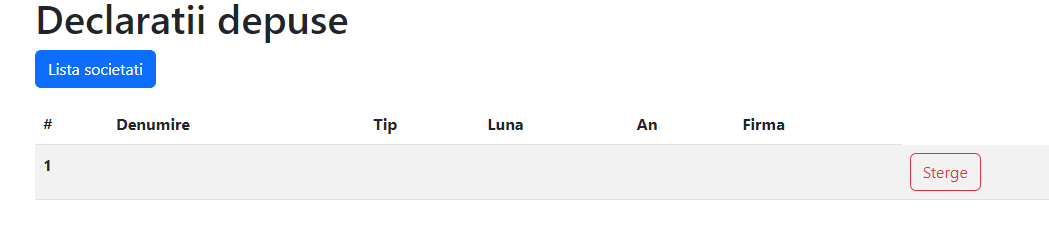 Declaratii depuse
Lista societati
# Denumire Tip Luna An Firma
1 Sterge